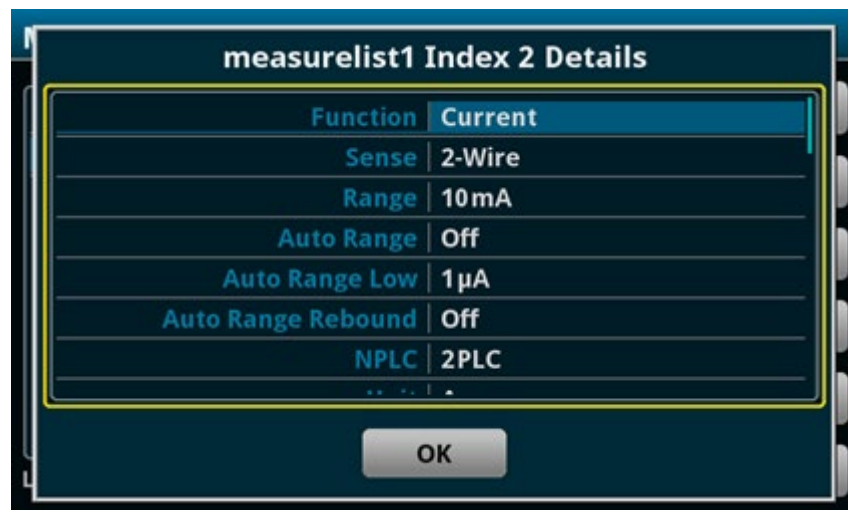 measurelist1 Index 2 Details
Function Current
Sense 2-Wire
Range 10mA
Auto Range Off
Auto Range Low 1µA
Auto Range Rebound Off
NPLC 2PLC
OK